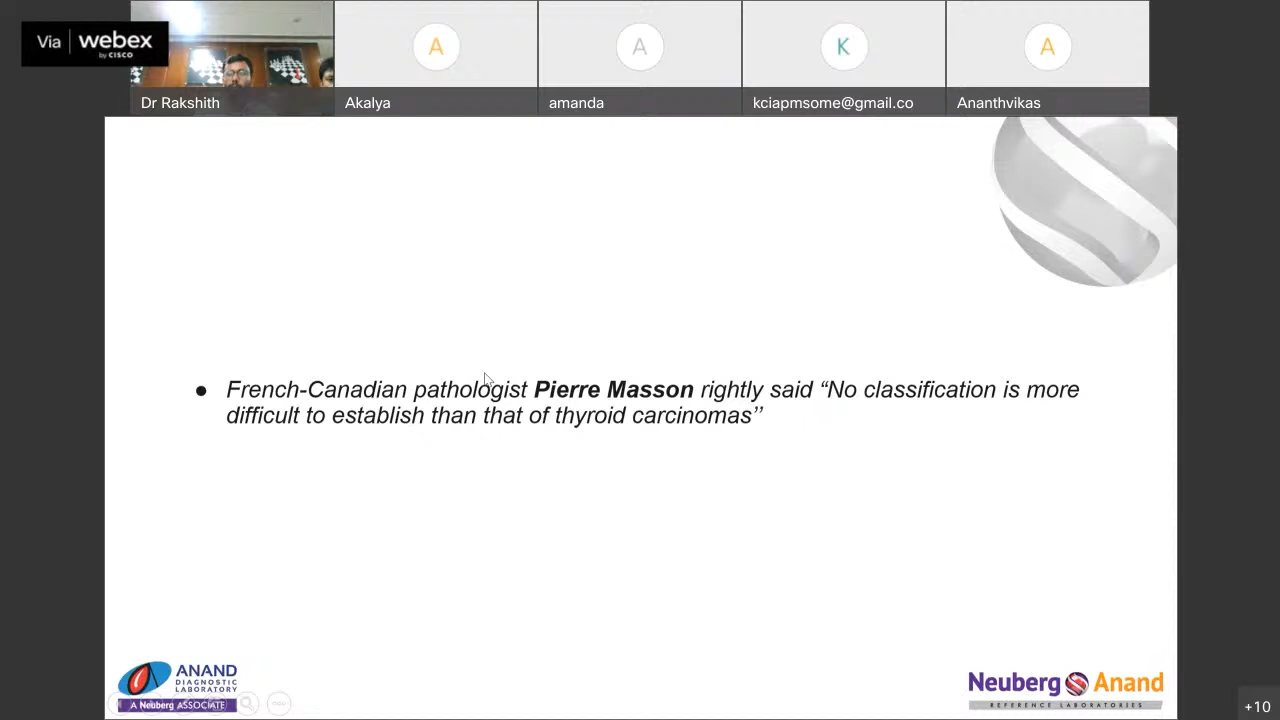 Via webex
by CISCO
A
A
K
A
Dr Rakshith
Akalya
amanda
kciapmsome@gmail.co
Ananthvikas
● French-Canadian pathologist Pierre Masson rightly said “No classification is more
difficult to establish than that of thyroid carcinomas’’
ANAND
DIAGNOSTIC
LABORATORY
A Neuberg ASSOCIATE
Neuberg Anand
REFERENCE LABORATORIES
+10